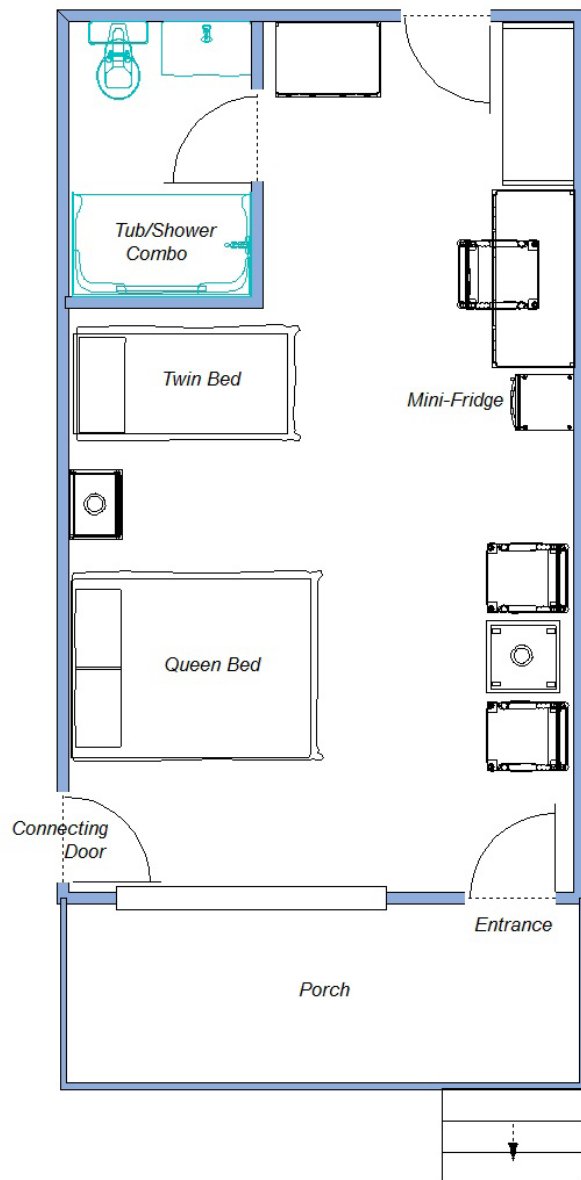 Tub/Shower
Combo
Twin Bed
Mini-Fridge
Queen Bed
Connecting
Door
Entrance
Porch